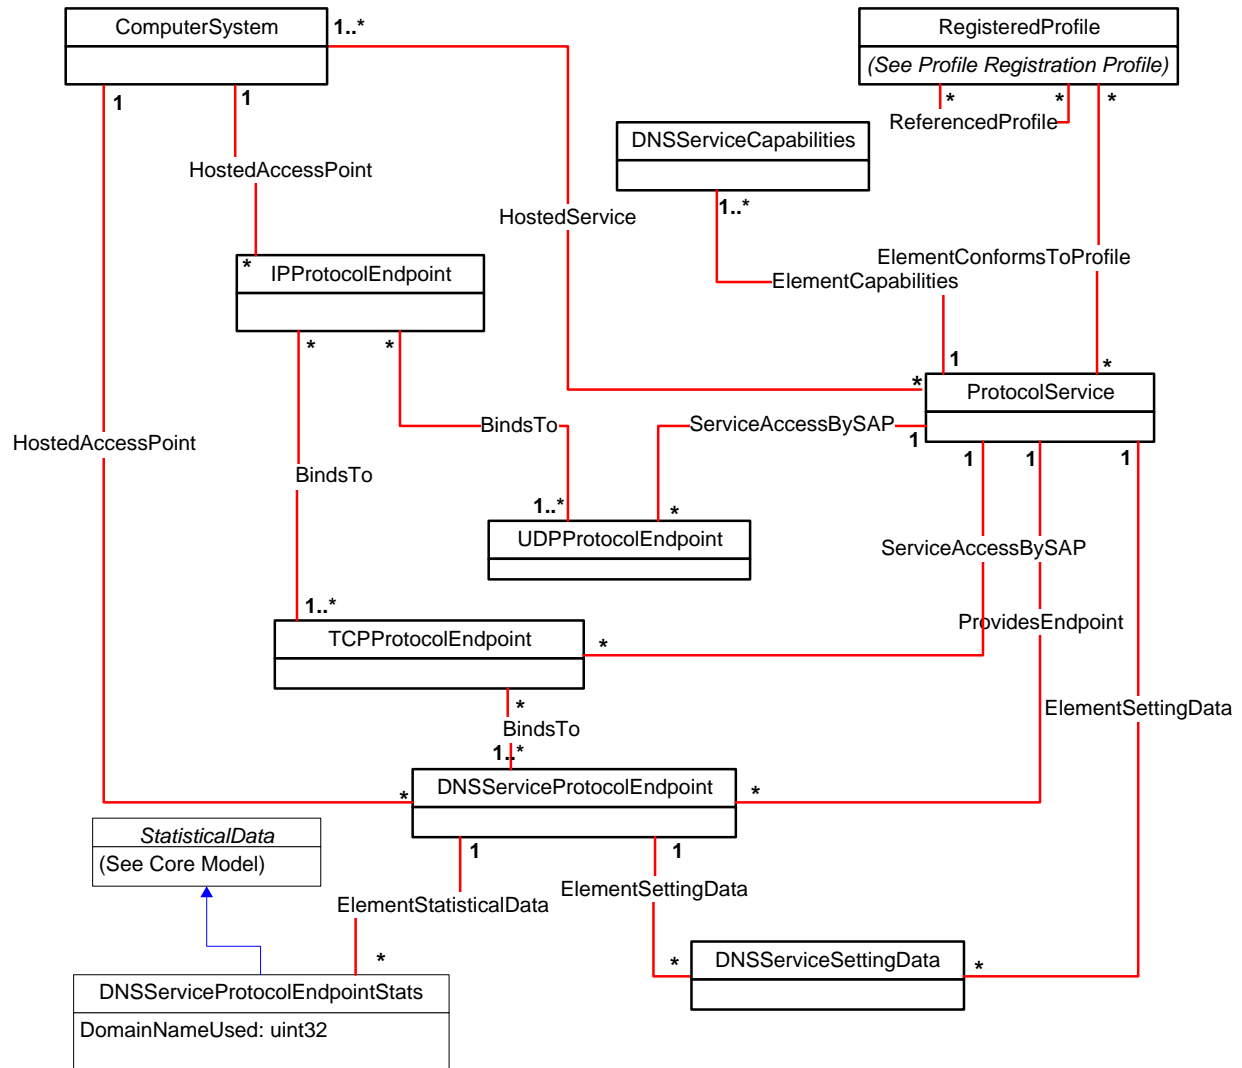 ComputerSystem
1..*
RegisteredProfile
(See Profile Registration Profile)
1
1
*
*
*
ReferencedProfile
DNSServiceCapabilities
HostedAccessPoint
1..*
HostedService
ElementConformsToProfile
*
IPProtocolEndpoint
ElementCapabilities
*
*
1
*
*
ProtocolService
HostedAccessPoint
BindsTo
ServiceAccessBySAP
1
1
1
1
BindsTo
1..*
*
UDPProtocolEndpoint
ServiceAccessBySAP
1..*
TCPProtocolEndpoint
*
ProvidesEndpoint
*
BindsTo
ElementSettingData
1..*
DNSServiceProtocolEndpoint
*
*
StatisticalData
(See Core Model)
1
1
ElementSettingData
ElementStatisticalData
*
*
DNSServiceSettingData
*
DNSServiceProtocolEndpointStats
DomainNameUsed: uint32